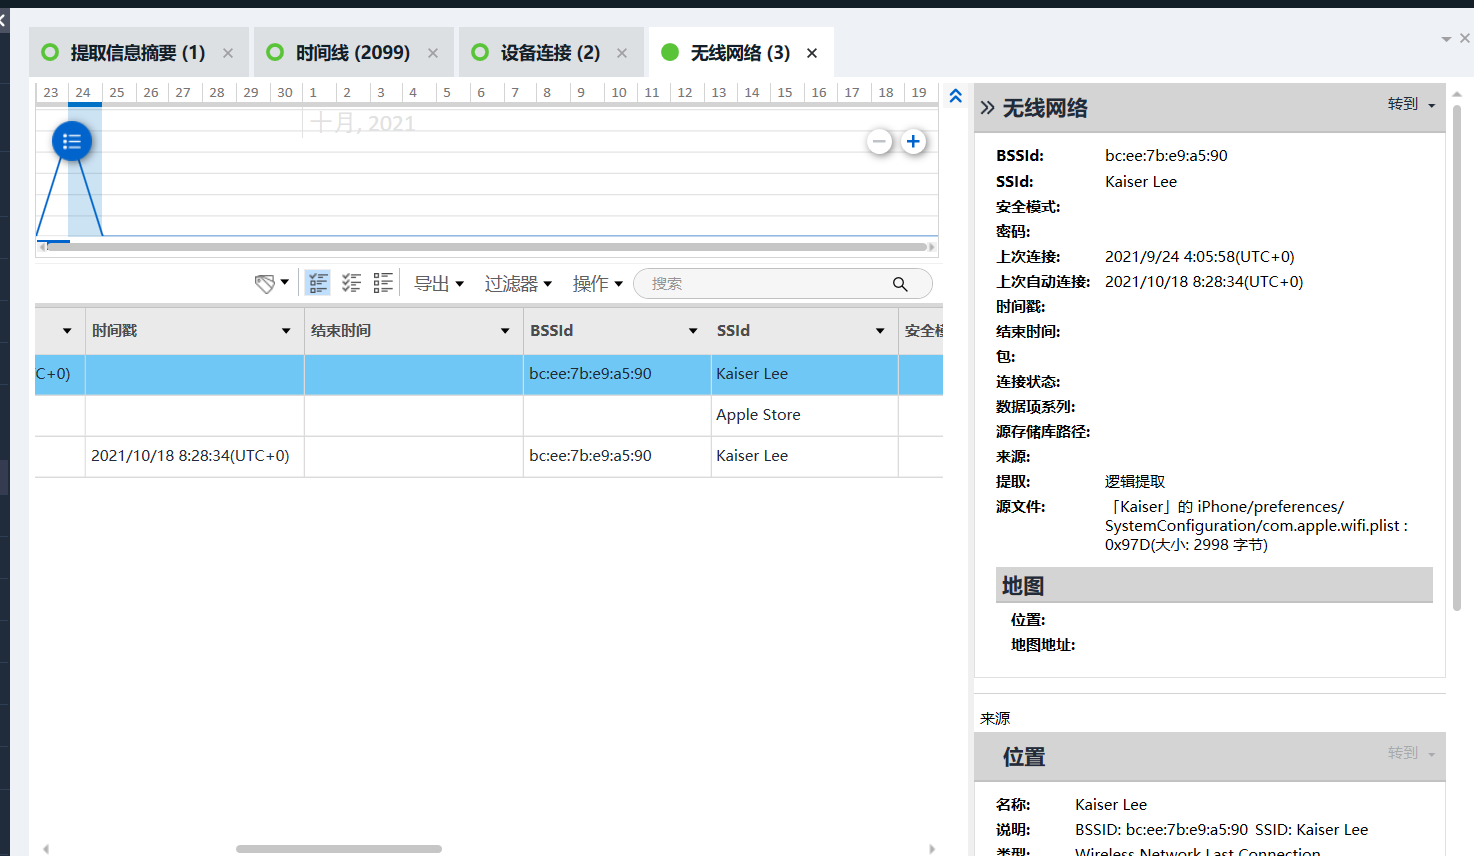 提取信息摘要 (1) ×
时间线 (2099) ×
设备连接 (2) ×
无线网络 (3) ×
23 24 25 26 27 28 29 30 1 2 3 4 5 6 7 8 9 10 11 12 13 14 15 16 17 18 19
十月, 2021
导出 过滤器 操作 搜索
时间戳 结束时间 BSSId SSId
C+0) bc:ee:7b:e9:a5:90 Kaiser Lee
Apple Store
2021/10/18 8:28:34(UTC+0) bc:ee:7b:e9:a5:90 Kaiser Lee
无线网络 转到
BSSId: bc:ee:7b:e9:a5:90
SSId: Kaiser Lee
安全模式:
密码:
上次连接: 2021/9/24 4:05:58(UTC+0)
上次自动连接: 2021/10/18 8:28:34(UTC+0)
时间戳:
结束时间:
包:
连接状态:
数据项系列:
源存储库路径:
来源:
提取: 逻辑提取
源文件: 「Kaiser」的 iPhone/preferences/
SystemConfiguration/com.apple.wifi.plist :
0x97D(大小: 2998 字节)
地图
位置:
地图地址:
来源
位置 转到
名称: Kaiser Lee
说明: BSSID: bc:ee:7b:e9:a5:90 SSID: Kaiser Lee
类型: Wireless Network Last Connection